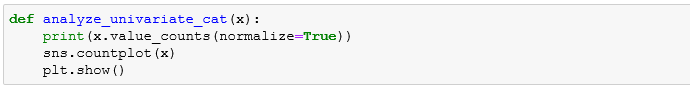 def analyze_univariate_cat(x):
    print(x.value_counts(normalize=True))
    sns.countplot(x)
    plt.show()